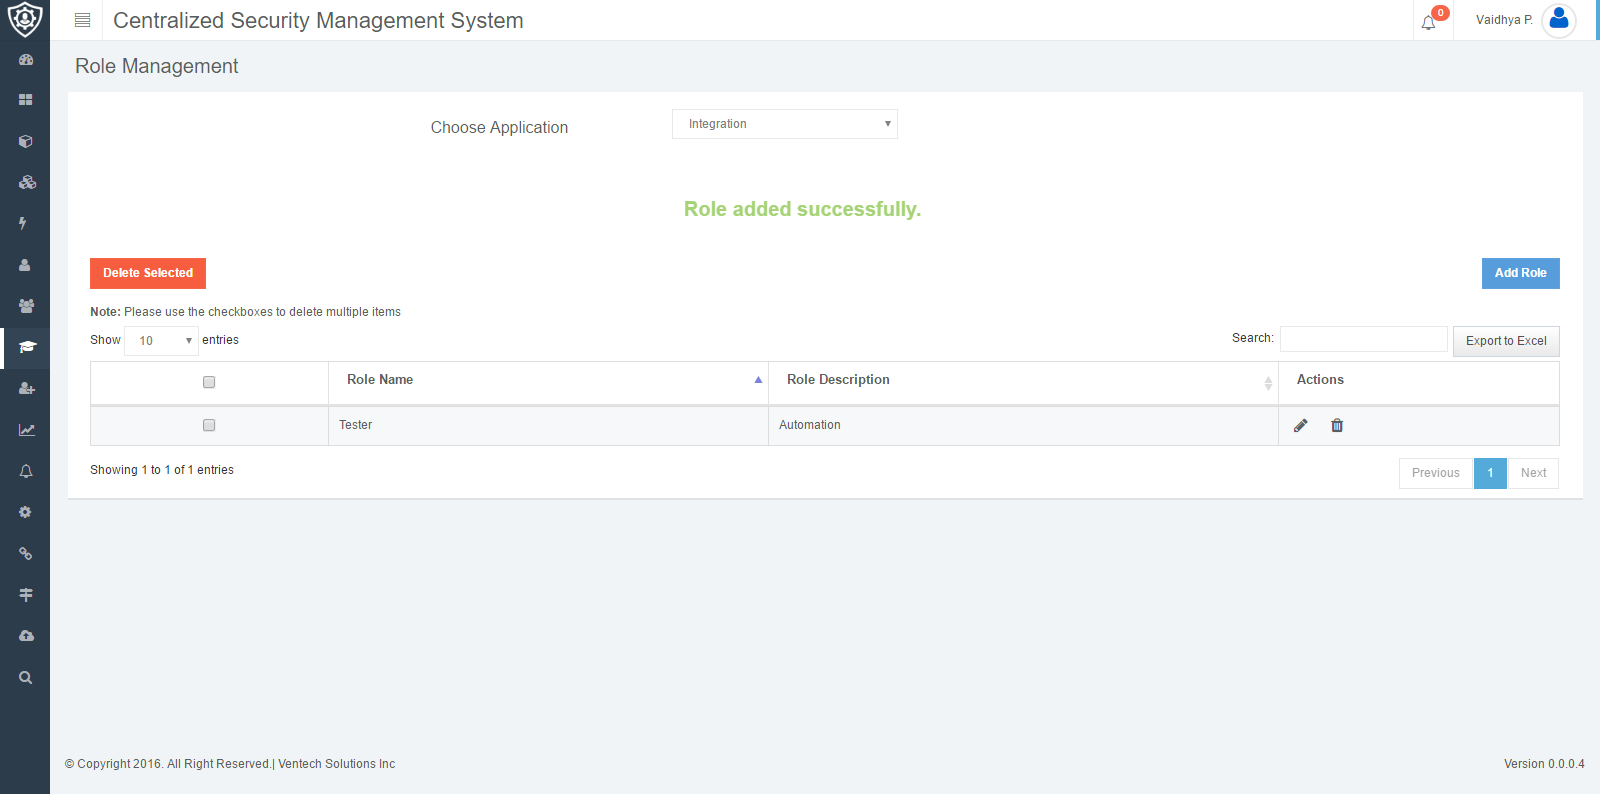 Centralized Security Management System
0
Vaidhya P.
Role Management
Choose Application
Integration
Role added successfully.
Delete Selected
Add Role
Note: Please use the checkboxes to delete multiple items
Show 10 entries
Search:
Export to Excel
Role Name
Role Description
Actions
Tester
Automation
Showing 1 to 1 of 1 entries
Previous
1
Next
© Copyright 2016. All Right Reserved.| Ventech Solutions Inc
Version 0.0.0.4